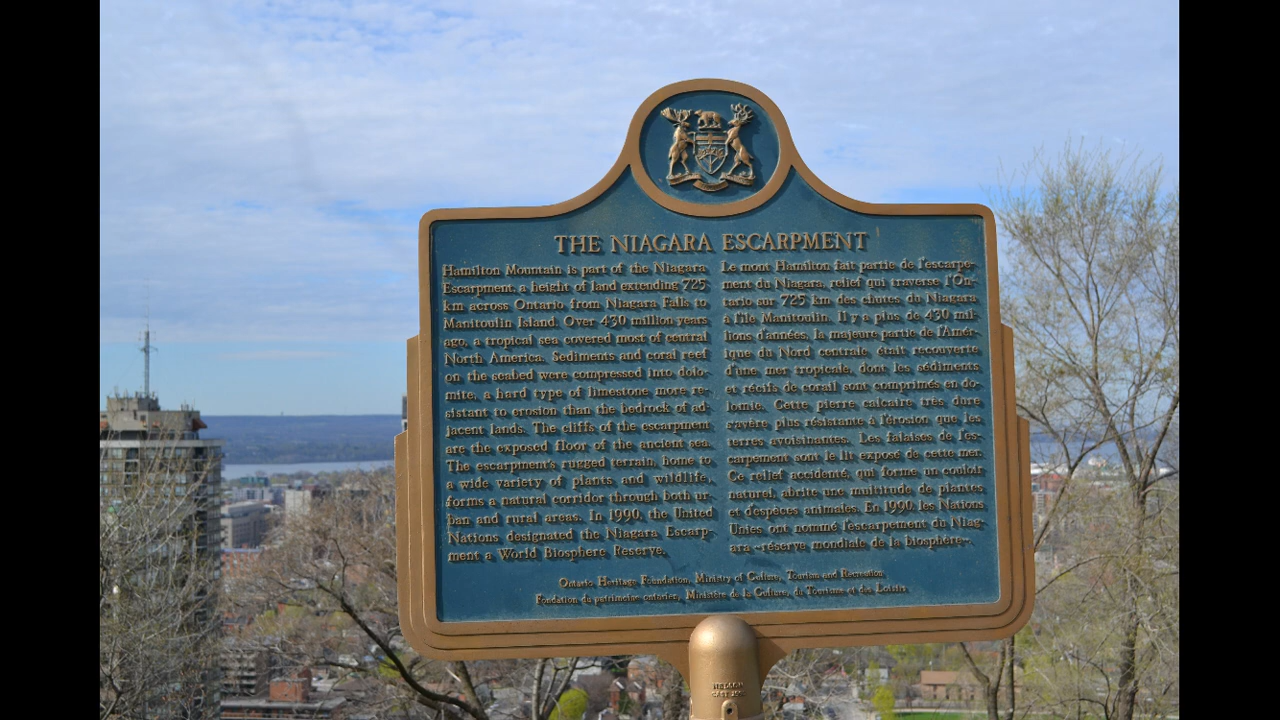 THE NIAGARA ESCARPMENT
Hamilton Mountain is part of the Niagara
Escarpment, a height of land extending 725
km across Ontario from Niagara Falls to
Manitoulin Island. Over 430 million years
ago, a tropical sea covered most of central
North America. Sediments and coral reef
on the seabed were compressed into dolo-
mite, a hard type of limestone more re-
sistant to erosion than the bedrock of ad-
jacent lands. The cliffs of the escarpment
are the exposed floor of the ancient sea.
The escarpment's rugged terrain, home to
a wide variety of plants and wildlife,
forms a natural corridor through both ur-
ban and rural areas. In 1990, the United
Nations designated the Niagara Escarp-
ment a World Biosphere Reserve.
Le mont Hamilton fait partie de l'escarpe-
ment du Niagara, relief qui traverse l'On-
tario sur 725 km des chutes du Niagara
à l'île Manitoulin. Il y a plus de 430 mil-
lions d'années, la majeure partie de l'Amér-
ique du Nord centrale était recouverte
d'une mer tropicale, dont les sédiments
et récifs de corail sont comprimés en do-
lomie. Cette pierre calcaire très dure
s'avère plus résistante à l'érosion que les
terres avoisinantes. Les falaises de l'es-
carpement sont le lit exposé de cette mer.
Ce relief accidenté, qui forme un couloir
naturel, abrite une multitude de plantes
et d'espèces animales. En 1990, les Nations
Unies ont nommé l'escarpement du Niag-
ara «réserve mondiale de la biosphère».
Ontario Heritage Foundation, Ministry of Culture, Tourism and Recreation
Fondation du patrimoine ontarien, Ministère de la Culture, du Tourisme et des Loisirs